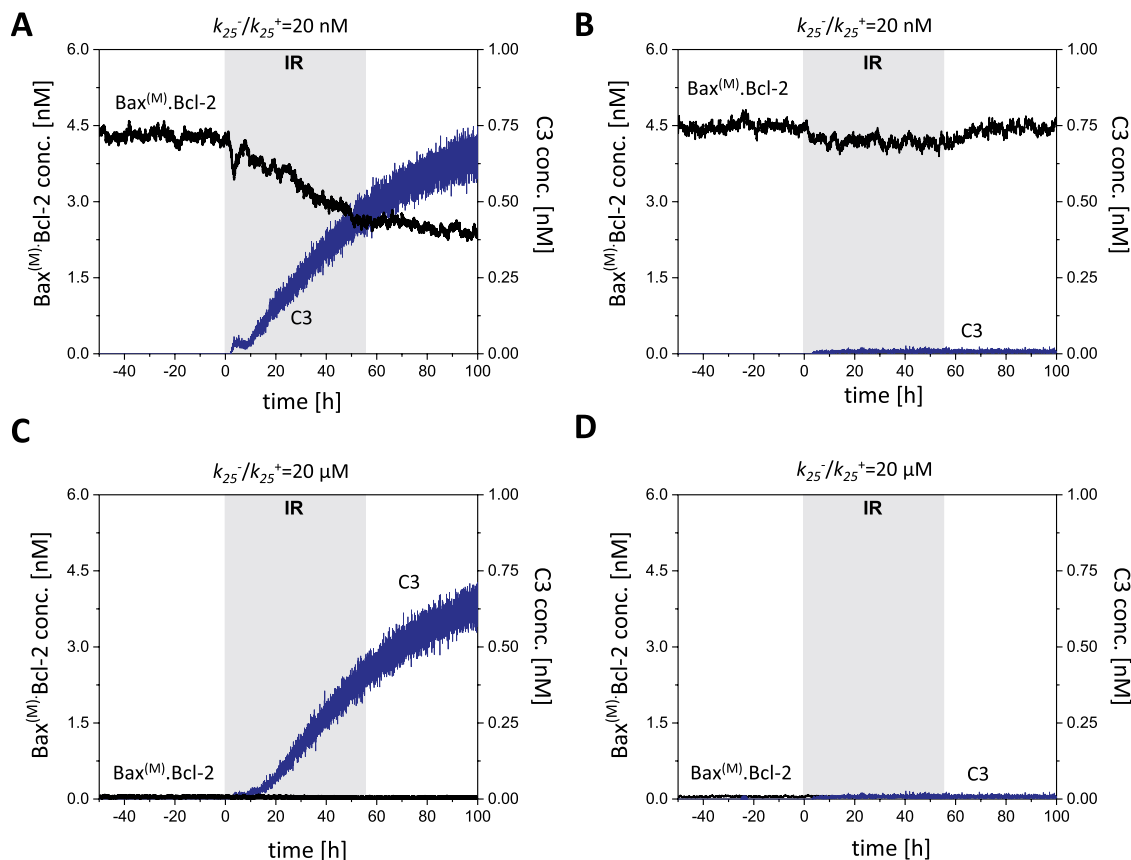 A
k25-/k25+=20 nM
IR
Bax(M).Bcl-2
C3
Bax(M).Bcl-2 conc. [nM]
6.0
4.5
3.0
1.5
0.0
C3 conc. [nM]
1.00
0.75
0.50
0.25
0.00
-40 -20 0 20 40 60 80 100
time [h]
B
k25-/k25+=20 nM
IR
Bax(M).Bcl-2
C3
Bax(M).Bcl-2 conc. [nM]
6.0
4.5
3.0
1.5
0.0
C3 conc. [nM]
1.00
0.75
0.50
0.25
0.00
-40 -20 0 20 40 60 80 100
time [h]
C
k25-/k25+=20 μM
IR
C3
Bax(M).Bcl-2
Bax(M).Bcl-2 conc. [nM]
6.0
4.5
3.0
1.5
0.0
C3 conc. [nM]
1.00
0.75
0.50
0.25
0.00
-40 -20 0 20 40 60 80 100
time [h]
D
k25-/k25+=20 μM
IR
Bax(M).Bcl-2
C3
Bax(M).Bcl-2 conc. [nM]
6.0
4.5
3.0
1.5
0.0
C3 conc. [nM]
1.00
0.75
0.50
0.25
0.00
-40 -20 0 20 40 60 80 100
time [h]